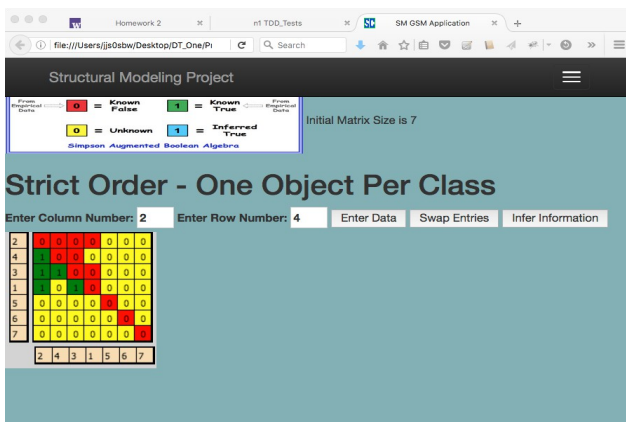 Homework 2
n1 TDD_Tests
SM GSM Application
file:///Users/jjs0sbw/Desktop/DT_One/Pr
Search
Structural Modeling Project
From Empirical Data 0 = Known False 1 = Known True From Empirical Data
0 = Unknown 1 = Inferred True
Simpson Augmented Boolean Algebra
Initial Matrix Size is 7
Strict Order - One Object Per Class
Enter Column Number: 2 Enter Row Number: 4 Enter Data Swap Entries Infer Information
2 0 0 0 0 0 0 0
4 1 0 0 0 0 0 0
3 1 1 0 0 0 0 0
1 1 0 1 0 0 0 0
5 0 0 0 0 0 0 0
6 0 0 0 0 0 0 0
7 0 0 0 0 0 0 0
2 4 3 1 5 6 7